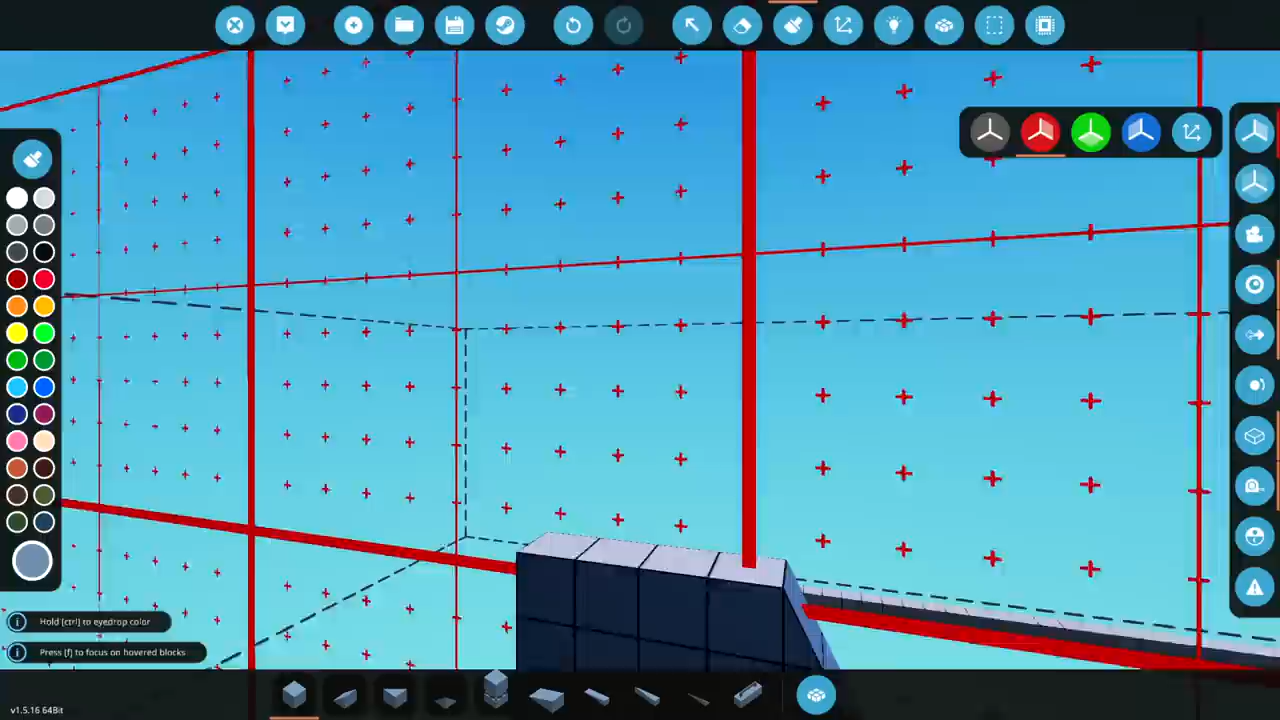 Hold [ctrl] to eyedrop color
Press [f] to focus on hovered blocks
v1.5.16 64Bit